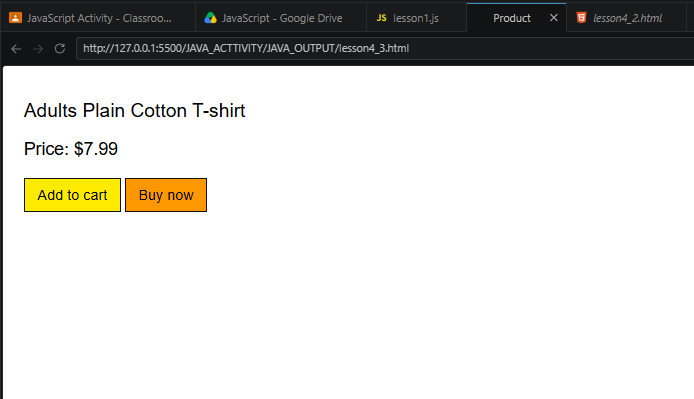 JavaScript Activity - Classroo...
JavaScript - Google Drive
JS lesson1.js
Product
lesson4_2.html
http://127.0.0.1:5500/JAVA_ACTTIVITY/JAVA_OUTPUT/lesson4_3.html
Adults Plain Cotton T-shirt
Price: $7.99
Add to cart
Buy now